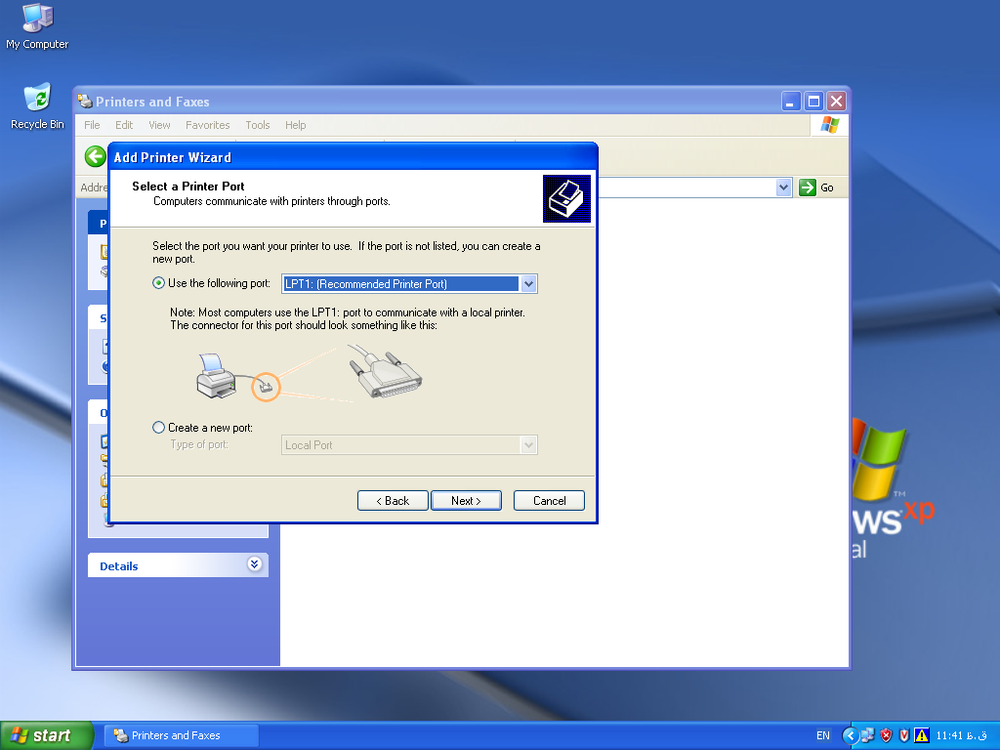 My Computer
Recycle Bin
Printers and Faxes
File Edit View Favorites Tools Help
Addre
Go
Add Printer Wizard
Select a Printer Port
Computers communicate with printers through ports.
Select the port you want your printer to use. If the port is not listed, you can create a
new port.
Use the following port:
LPT1: (Recommended Printer Port)
Note: Most computers use the LPT1: port to communicate with a local printer.
The connector for this port should look something like this:
Create a new port:
Type of port:
Local Port
< Back
Next >
Cancel
P
S
O
Details
ws xp
TM
al
start
Printers and Faxes
EN
11:41 ق.ظ